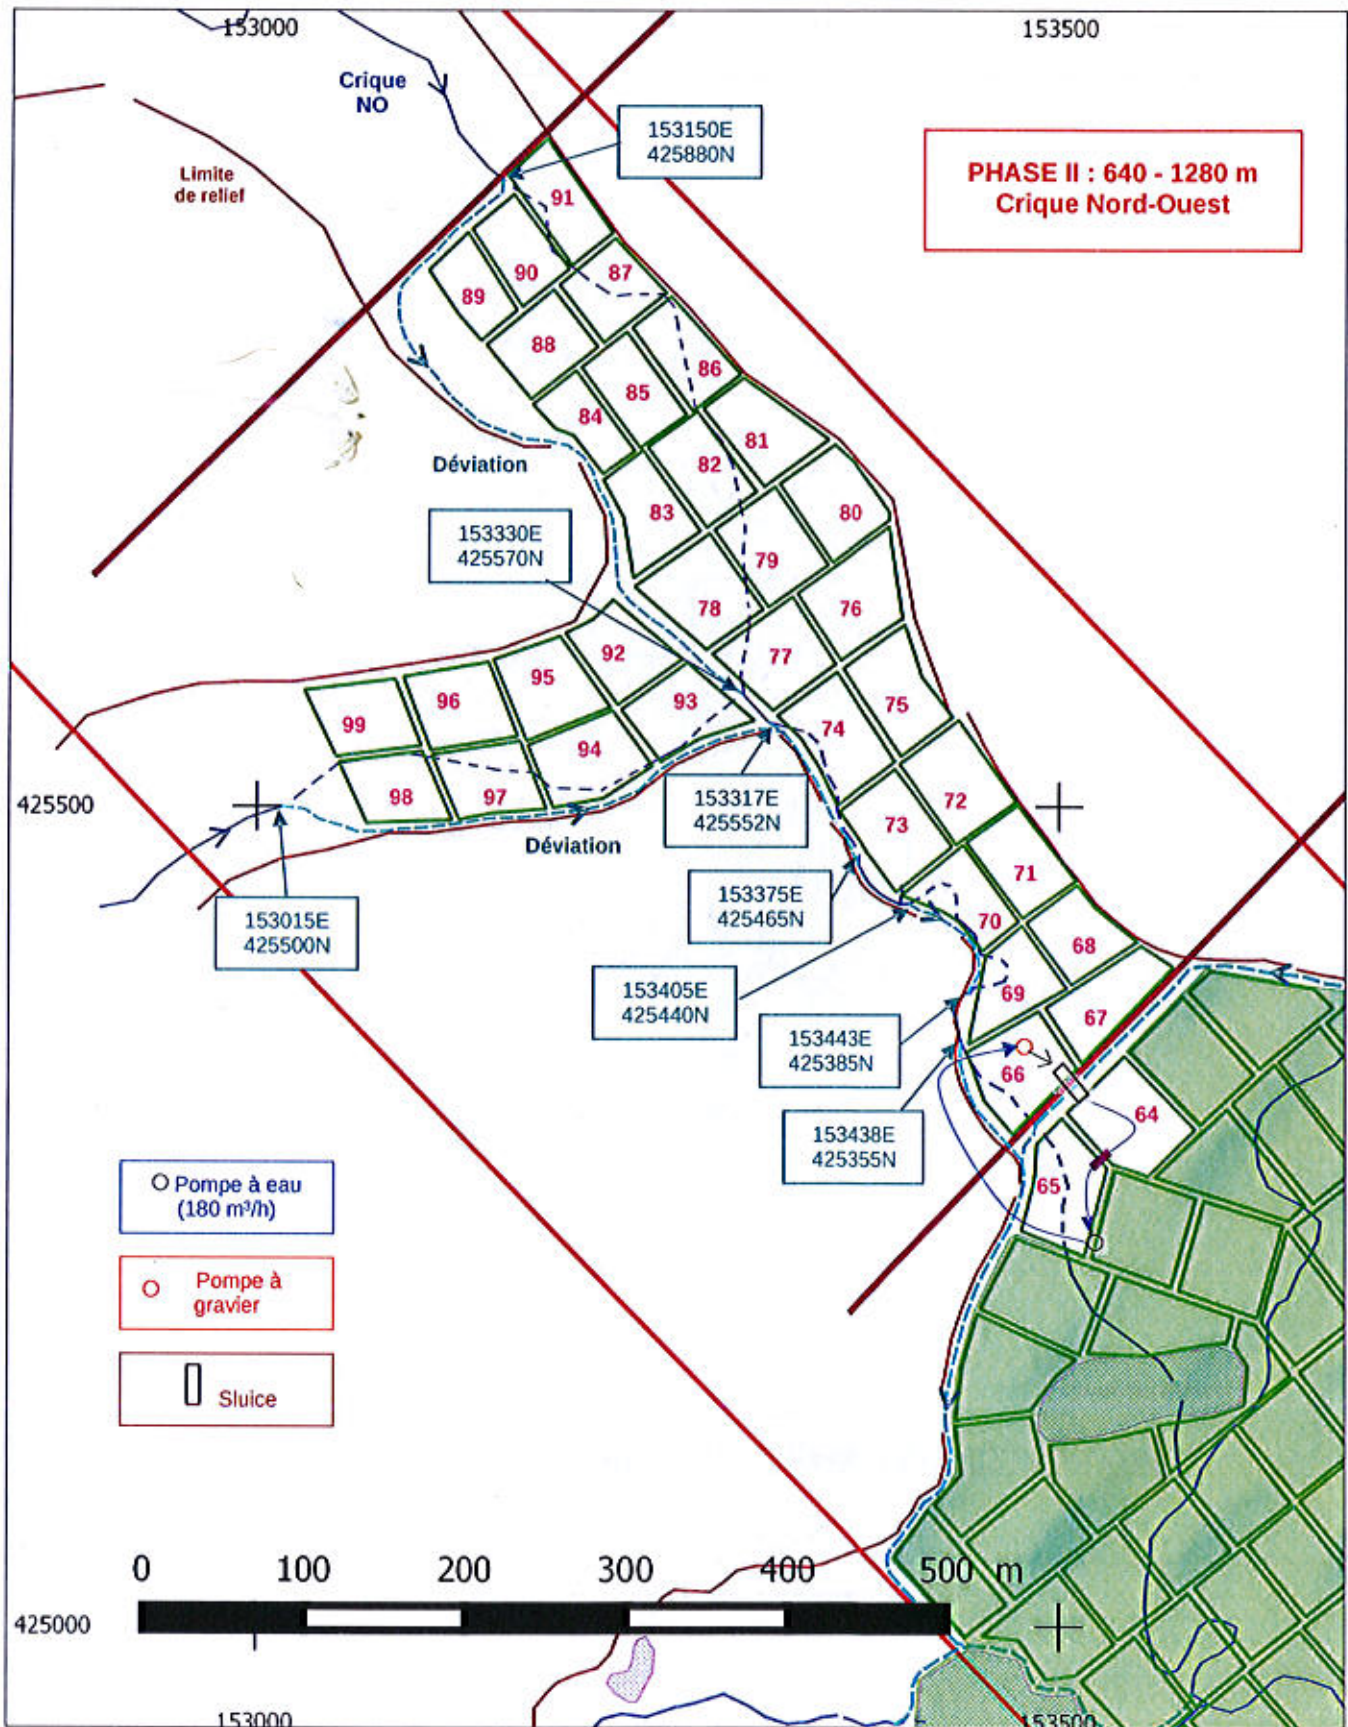 153000
153500
Crique
NO
153150E
425880N
PHASE II : 640 - 1280 m
Crique Nord-Ouest
Limite
de relief
91
90
87
89
88
86
85
84
81
82
83
80
Déviation
153330E
425570N
79
78
76
77
92
95
96
93
99
75
74
94
98
97
72
73
425500
153317E
425552N
Déviation
71
153375E
425465N
70
68
153015E
425500N
69
153405E
425440N
67
153443E
425385N
66
64
153438E
425355N
65
Pompe à eau
(180 m³/h)
Pompe à
gravier
Sluice
0 100 200 300 400 500 m
425000
153000
153500